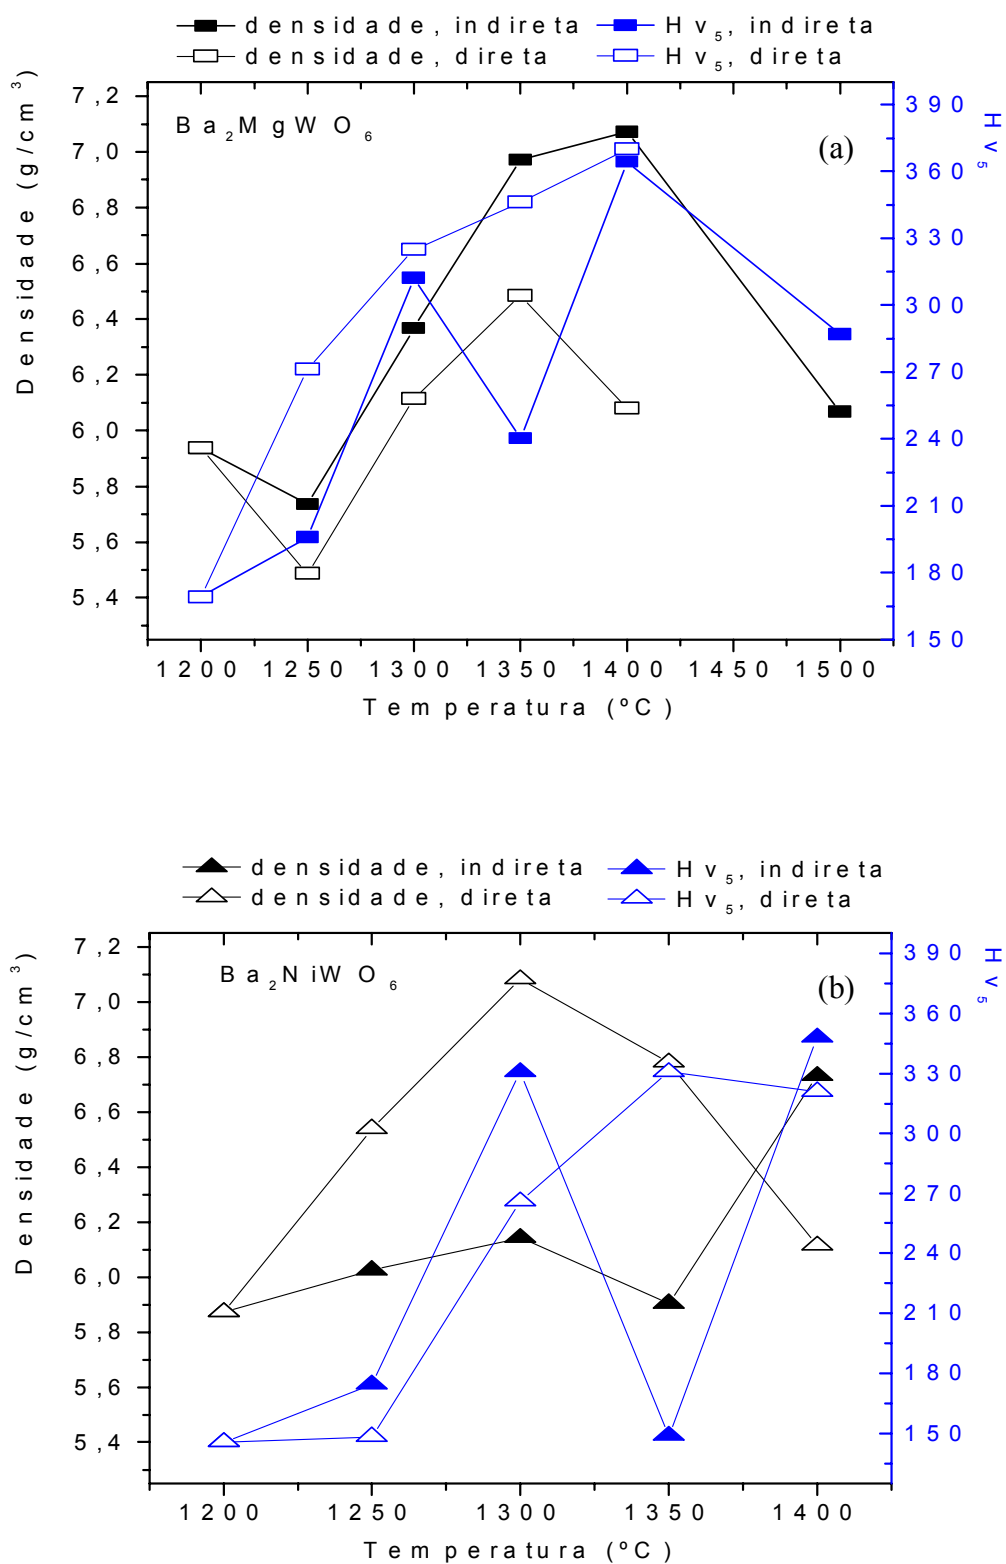 densidade, indireta Hv5, indireta
densidade, direta Hv5, direta
Ba2MgWO6
(a)
Densidade (g/cm3)
7,2
7,0
6,8
6,6
6,4
6,2
6,0
5,8
5,6
5,4
Hv5
390
360
330
300
270
240
210
180
150
1200 1250 1300 1350 1400 1450 1500
Temperatura (ºC)
densidade, indireta Hv5, indireta
densidade, direta Hv5, direta
Ba2NiWO6
(b)
Densidade (g/cm3)
7,2
7,0
6,8
6,6
6,4
6,2
6,0
5,8
5,6
5,4
Hv5
390
360
330
300
270
240
210
180
150
1200 1250 1300 1350 1400
Temperatura (ºC)